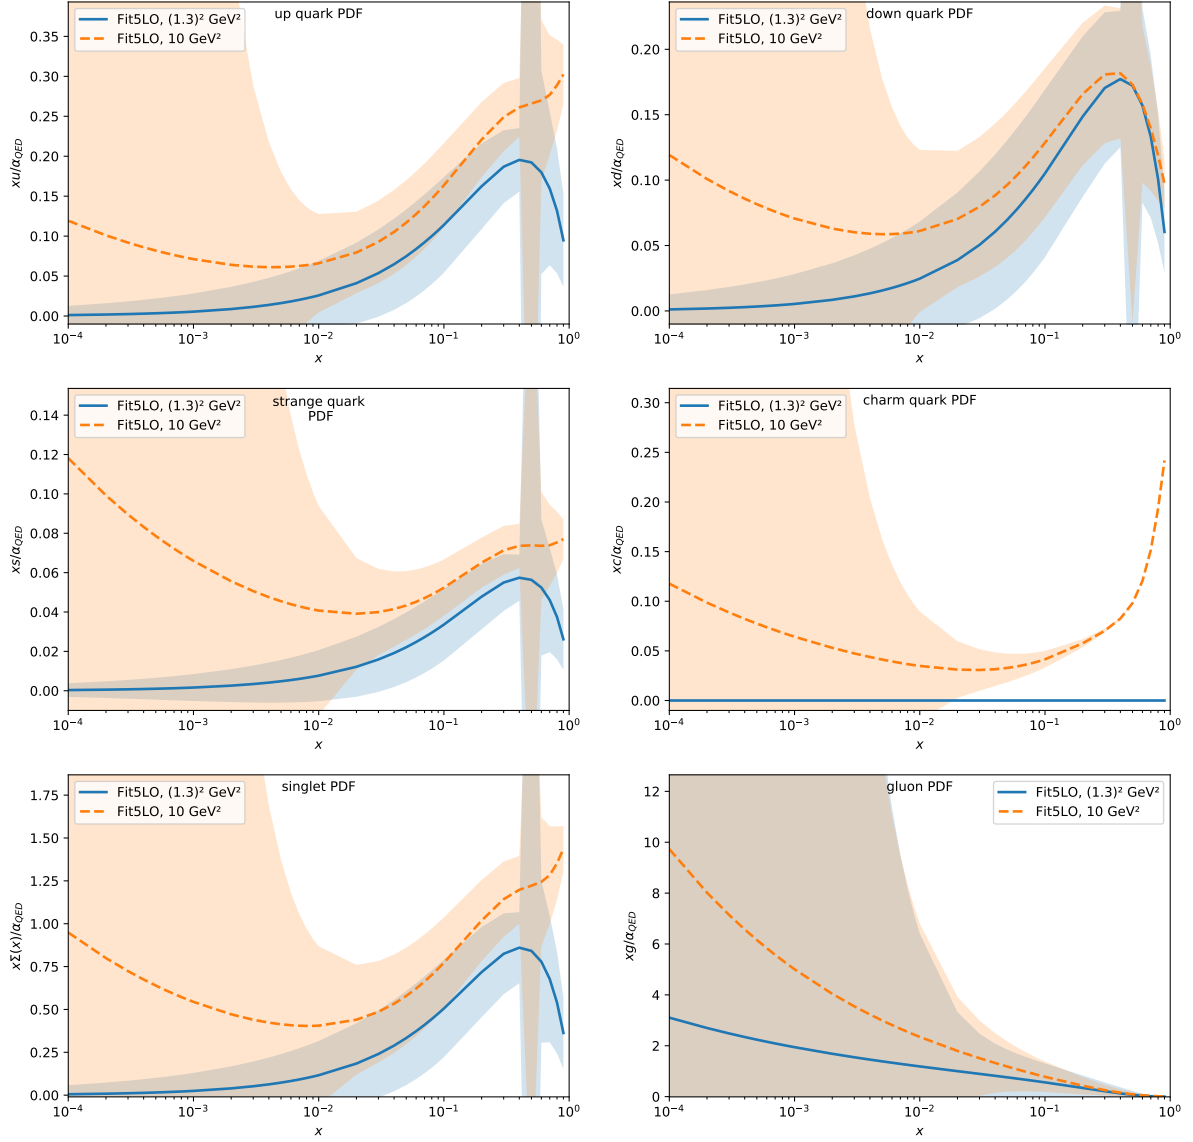 up quark PDF
Fit5LO, (1.3)² GeV²
Fit5LO, 10 GeV²
0.35
0.30
0.25
0.20
0.15
0.10
0.05
0.00
xu/α_QED
10⁻⁴ 10⁻³ 10⁻² 10⁻¹ 10⁰
x
down quark PDF
Fit5LO, (1.3)² GeV²
Fit5LO, 10 GeV²
0.20
0.15
0.10
0.05
0.00
xd/α_QED
10⁻⁴ 10⁻³ 10⁻² 10⁻¹ 10⁰
x
strange quark
PDF
Fit5LO, (1.3)² GeV²
Fit5LO, 10 GeV²
0.14
0.12
0.10
0.08
0.06
0.04
0.02
0.00
xs/α_QED
10⁻⁴ 10⁻³ 10⁻² 10⁻¹ 10⁰
x
charm quark PDF
Fit5LO, (1.3)² GeV²
Fit5LO, 10 GeV²
0.30
0.25
0.20
0.15
0.10
0.05
0.00
xc/α_QED
10⁻⁴ 10⁻³ 10⁻² 10⁻¹ 10⁰
x
singlet PDF
Fit5LO, (1.3)² GeV²
Fit5LO, 10 GeV²
1.75
1.50
1.25
1.00
0.75
0.50
0.25
0.00
xΣ(x)/α_QED
10⁻⁴ 10⁻³ 10⁻² 10⁻¹ 10⁰
x
gluon PDF
Fit5LO, (1.3)² GeV²
Fit5LO, 10 GeV²
12
10
8
6
4
2
0
xg/α_QED
10⁻⁴ 10⁻³ 10⁻² 10⁻¹ 10⁰
x